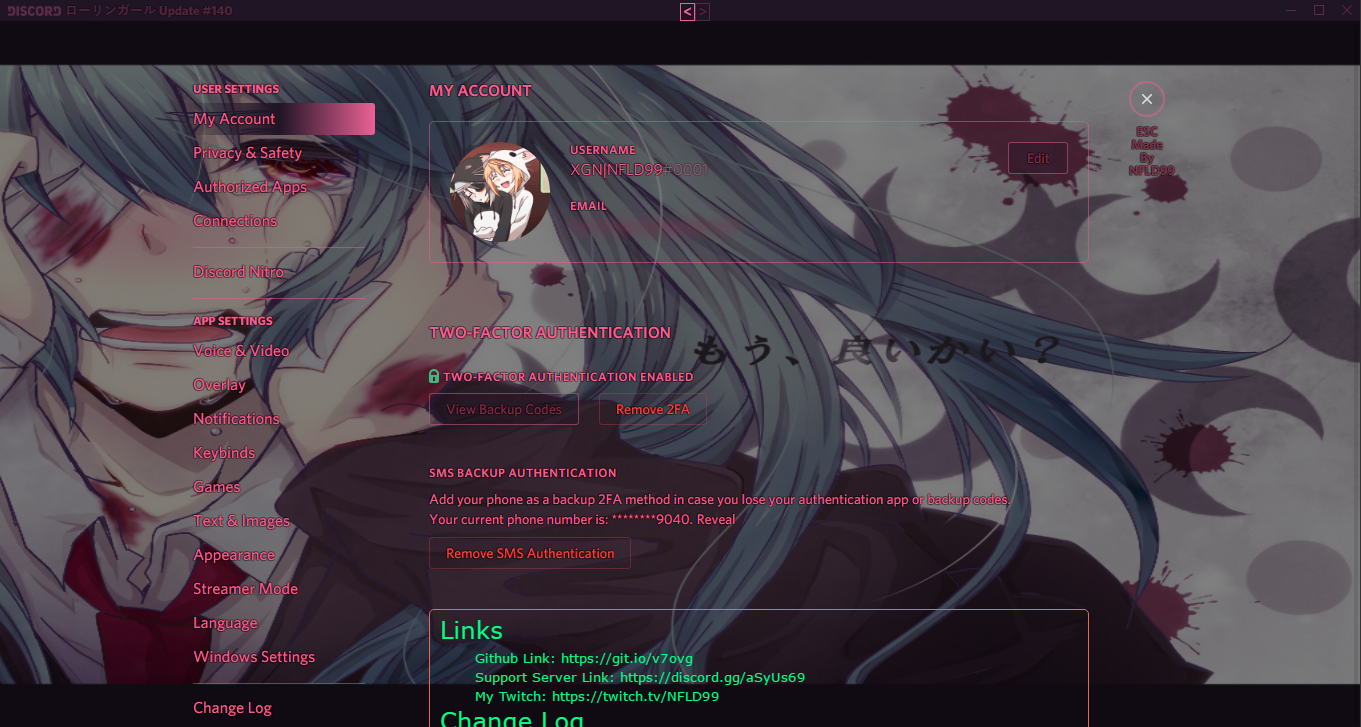 DISCORD ローリンガール Update #140
< >
USER SETTINGS
My Account
Privacy & Safety
Authorized Apps
Connections
Discord Nitro
APP SETTINGS
Voice & Video
Overlay
Notifications
Keybinds
Games
Text & Images
Appearance
Streamer Mode
Language
Windows Settings
Change Log
MY ACCOUNT
USERNAME
XGN|NFLD99#0001
Edit
EMAIL
TWO-FACTOR AUTHENTICATION
もう、良いかい？
TWO-FACTOR AUTHENTICATION ENABLED
View Backup Codes
Remove 2FA
SMS BACKUP AUTHENTICATION
Add your phone as a backup 2FA method in case you lose your authentication app or backup codes.
Your current phone number is: ********9040. Reveal
Remove SMS Authentication
Links
Github Link: https://git.io/v7ovg
Support Server Link: https://discord.gg/aSyUs69
My Twitch: https://twitch.tv/NFLD99
Change Log
ESC
Made
By
NFLD99